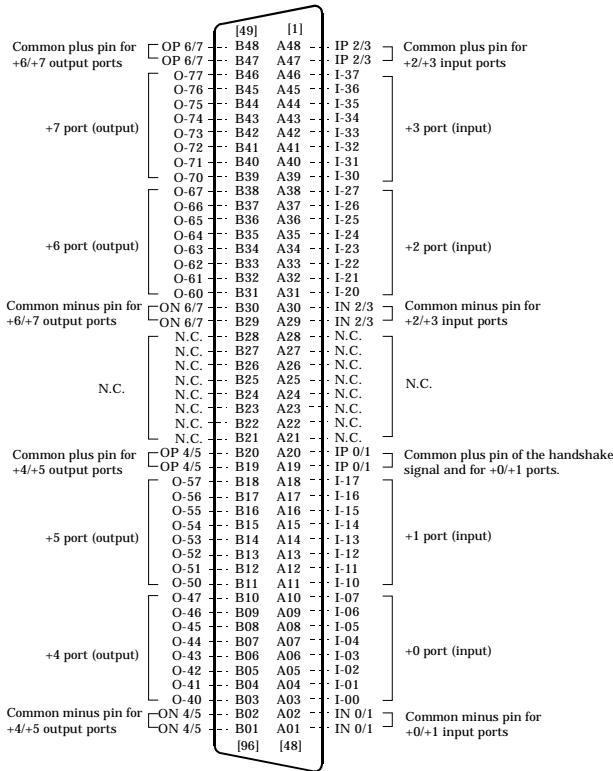 [49] [1]
Common plus pin for OP 6/7 B48 A48 IP 2/3 Common plus pin for
+6/+7 output ports OP 6/7 B47 A47 IP 2/3 +2/+3 input ports
O-77 B46 A46 I-37
O-76 B45 A45 I-36
O-75 B44 A44 I-35
O-74 B43 A43 I-34
+7 port (output) O-73 B42 A42 I-33 +3 port (input)
O-72 B41 A41 I-32
O-71 B40 A40 I-31
O-70 B39 A39 I-30
O-67 B38 A38 I-27
O-66 B37 A37 I-26
O-65 B36 A36 I-25
O-64 B35 A35 I-24
+6 port (output) O-63 B34 A34 I-23 +2 port (input)
O-62 B33 A33 I-22
O-61 B32 A32 I-21
O-60 B31 A31 I-20
Common minus pin for ON 6/7 B30 A30 IN 2/3 Common minus pin for
+6/+7 output ports ON 6/7 B29 A29 IN 2/3 +2/+3 input ports
N.C. B28 A28 N.C.
N.C. B27 A27 N.C.
N.C. B26 A26 N.C.
N.C. B25 A25 N.C.
N.C. N.C. B24 A24 N.C. N.C.
N.C. B23 A23 N.C.
N.C. B22 A22 N.C.
N.C. B21 A21 N.C.
Common plus pin for OP 4/5 B20 A20 IP 0/1 Common plus pin of the handshake
+4/+5 output ports OP 4/5 B19 A19 IP 0/1 signal and for +0/+1 ports.
O-57 B18 A18 I-17
O-56 B17 A17 I-16
O-55 B16 A16 I-15
O-54 B15 A15 I-14
+5 port (output) O-53 B14 A14 I-13 +1 port (input)
O-52 B13 A13 I-12
O-51 B12 A12 I-11
O-50 B11 A11 I-10
O-47 B10 A10 I-07
O-46 B09 A09 I-06
O-45 B08 A08 I-05
O-44 B07 A07 I-04
+4 port (output) O-43 B06 A06 I-03 +0 port (input)
O-42 B05 A05 I-02
O-41 B04 A04 I-01
O-40 B03 A03 I-00
Common minus pin for ON 4/5 B02 A02 IN 0/1 Common minus pin for
+4/+5 output ports ON 4/5 B01 A01 IN 0/1 +0/+1 input ports
[96] [48]